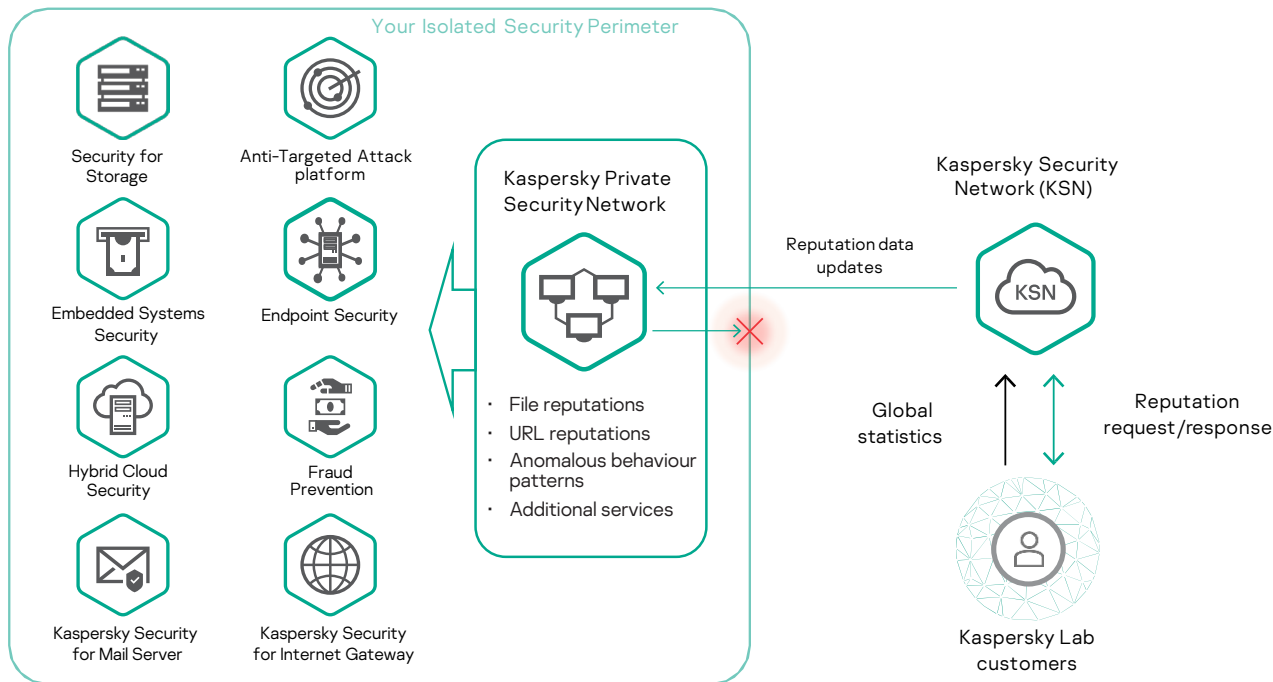 Your Isolated Security Perimeter
Security for
Storage
Anti-Targeted Attack
platform
Embedded Systems
Security
Endpoint Security
Hybrid Cloud
Security
Fraud
Prevention
Kaspersky Security
for Mail Server
Kaspersky Security
for Internet Gateway
Kaspersky Private
Security Network
· File reputations
· URL reputations
· Anomalous behaviour
patterns
· Additional services
Reputation data
updates
Kaspersky Security
Network (KSN)
KSN
Global
statistics
Reputation
request/response
Kaspersky Lab
customers